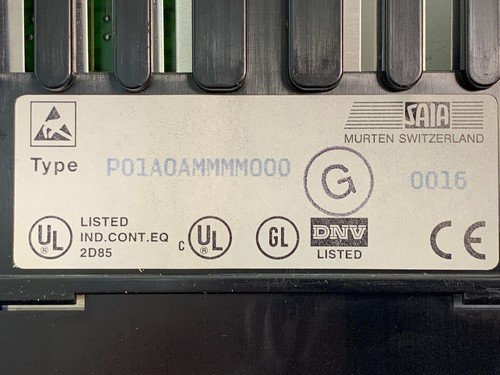 SAIA
MURTEN SWITZERLAND
Type P01A0AMMMM000 G 0016
UL LISTED IND.CONT.EQ 2D85
c UL GL DNV LISTED CE